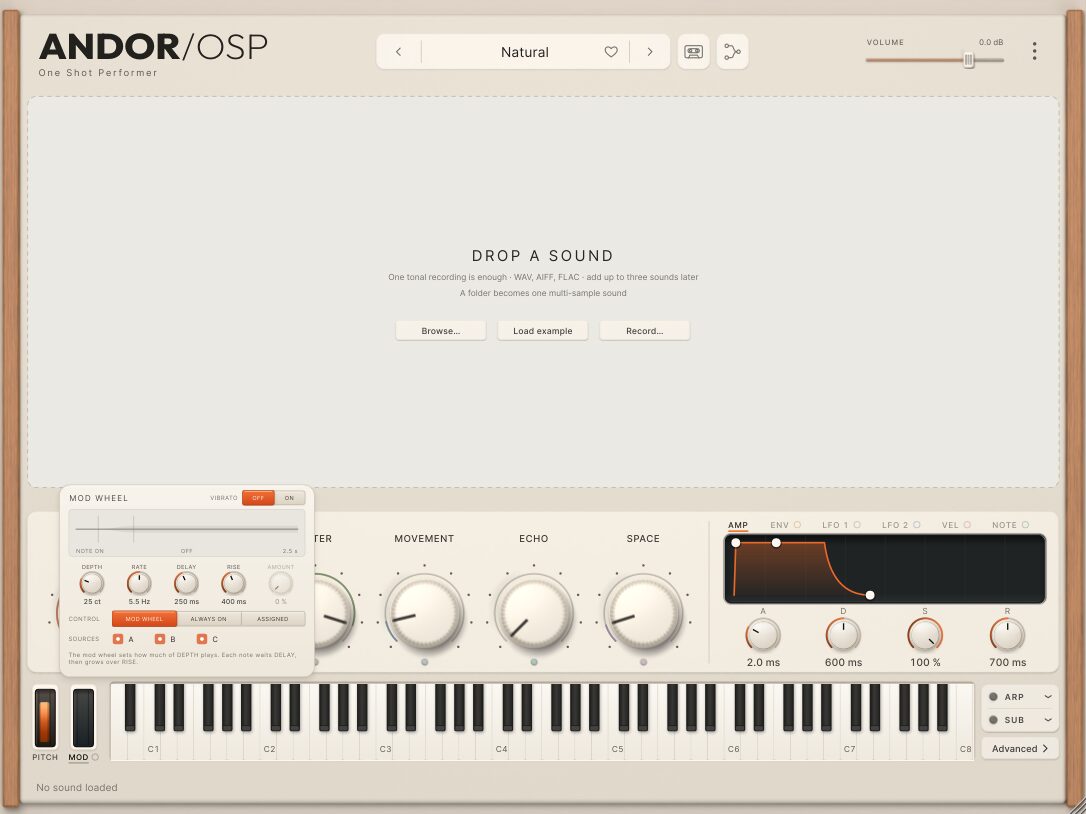 ANDOR/OSP
One Shot Performer
Natural
VOLUME 0.0 dB
DROP A SOUND
One tonal recording is enough · WAV, AIFF, FLAC · add up to three sounds later
A folder becomes one multi-sample sound
Browse... Load example Record...
MOD WHEEL VIBRATO OFF ON
NOTE ON OFF 2.5 s
DEPTH RATE DELAY RISE AMOUNT
25 ct 5.5 Hz 250 ms 400 ms 0 %
CONTROL MOD WHEEL ALWAYS ON ASSIGNED
SOURCES A B C
The mod wheel sets how much of DEPTH plays. Each note waits DELAY,
then grows over RISE.
TER MOVEMENT ECHO SPACE
AMP ENV LFO 1 LFO 2 VEL NOTE
A D S R
2.0 ms 600 ms 100 % 700 ms
PITCH MOD
C1 C2 C3 C4 C5 C6 C7 C8
ARP
SUB
Advanced
No sound loaded